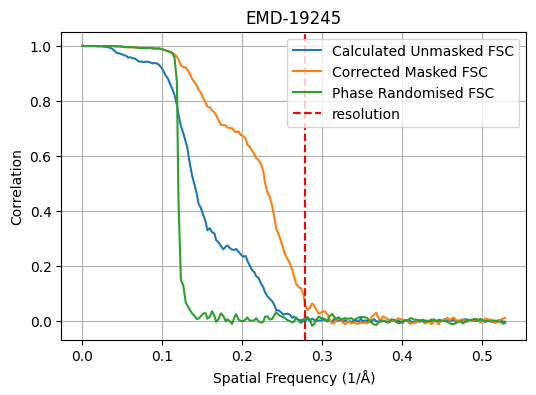 EMD-19245
Calculated Unmasked FSC
Corrected Masked FSC
Phase Randomised FSC
resolution
Correlation
1.0
0.8
0.6
0.4
0.2
0.0
0.0 0.1 0.2 0.3 0.4 0.5
Spatial Frequency (1/Å)